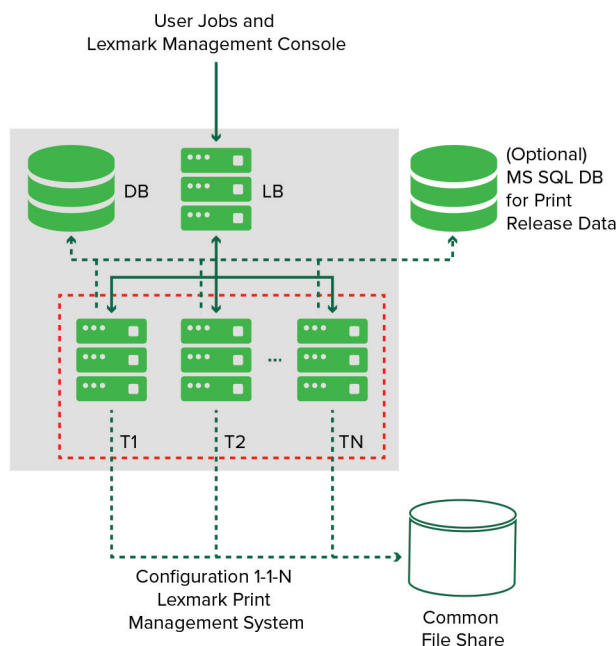 User Jobs and
Lexmark Management Console
DB
LB
(Optional)
MS SQL DB
for Print
Release Data
...
T1
T2
TN
Configuration 1-1-N
Lexmark Print
Management System
Common
File Share